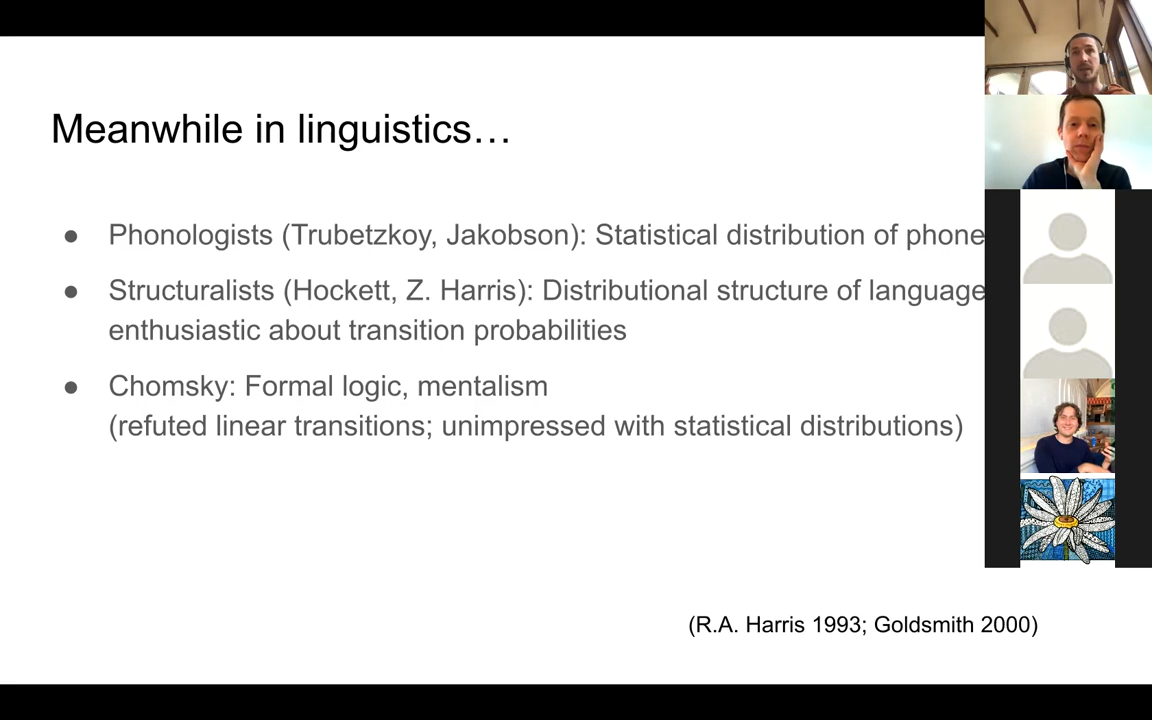 Meanwhile in linguistics…
● Phonologists (Trubetzkoy, Jakobson): Statistical distribution of phone
● Structuralists (Hockett, Z. Harris): Distributional structure of language
enthusiastic about transition probabilities
● Chomsky: Formal logic, mentalism
(refuted linear transitions; unimpressed with statistical distributions)
(R.A. Harris 1993; Goldsmith 2000)